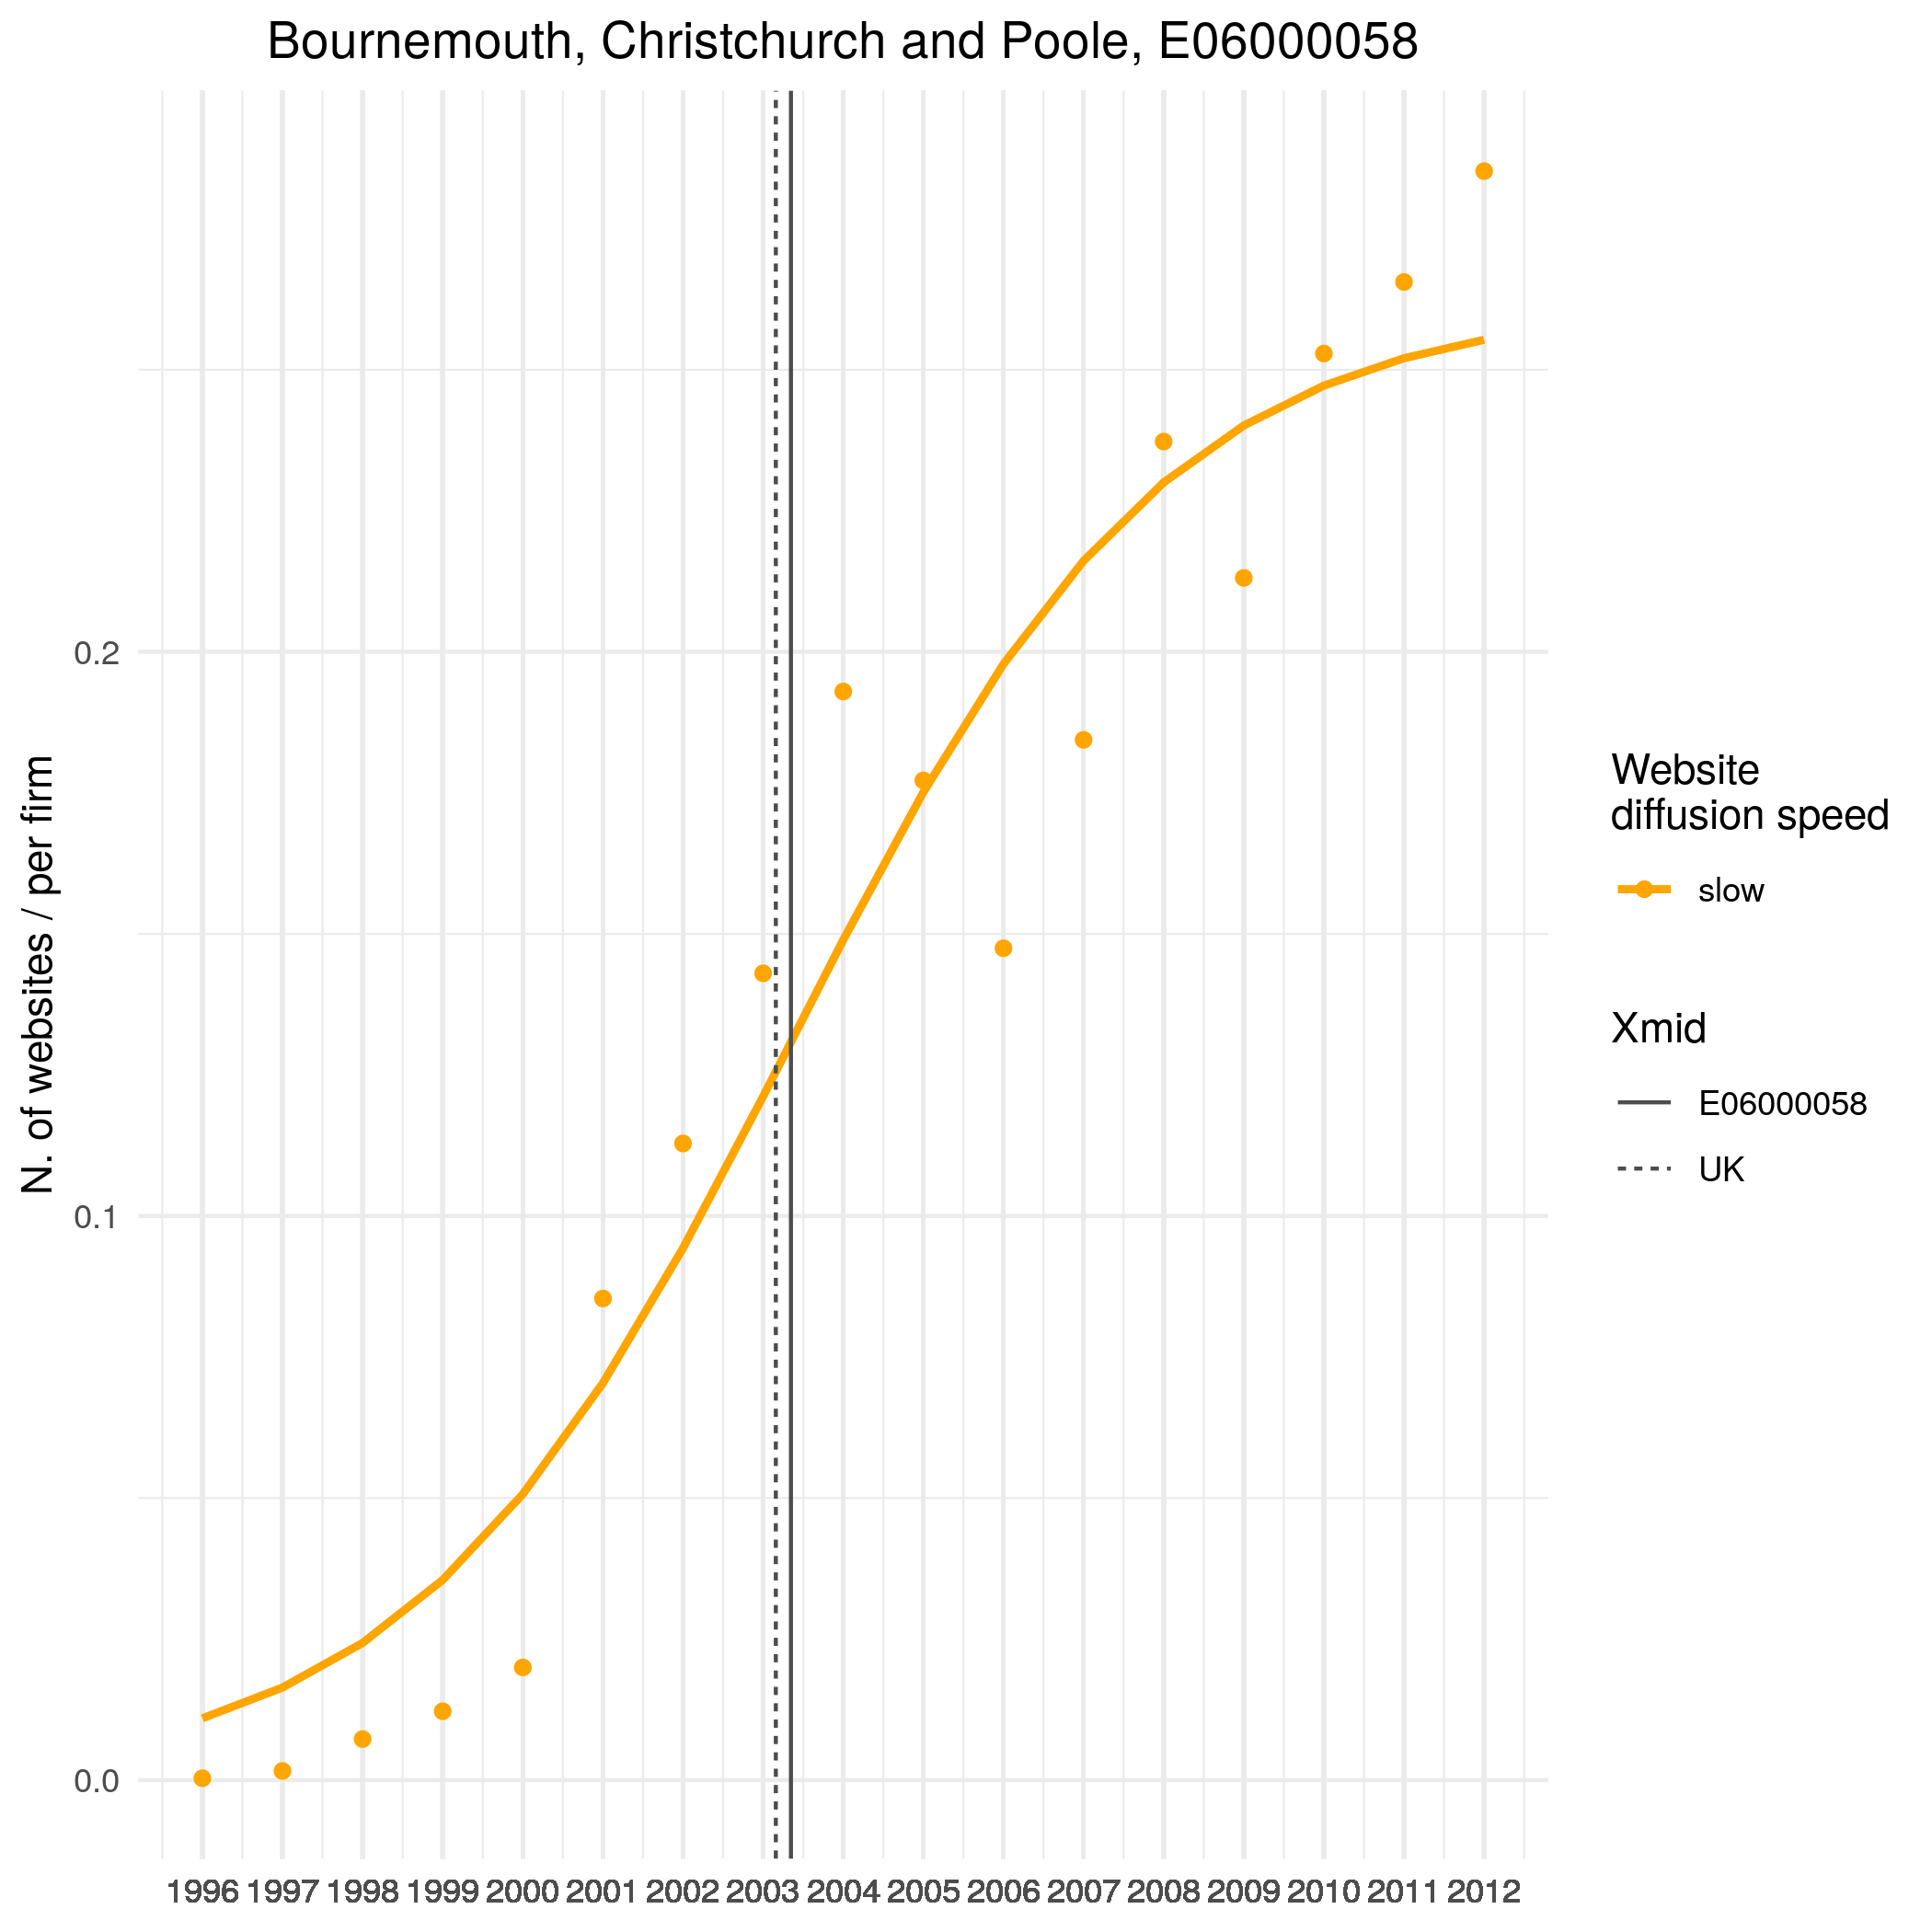 Bournemouth, Christchurch and Poole, E06000058
N. of websites / per firm
0.2
0.1
0.0
1996 1997 1998 1999 2000 2001 2002 2003 2004 2005 2006 2007 2008 2009 2010 2011 2012
Website
diffusion speed
slow
Xmid
E06000058
UK